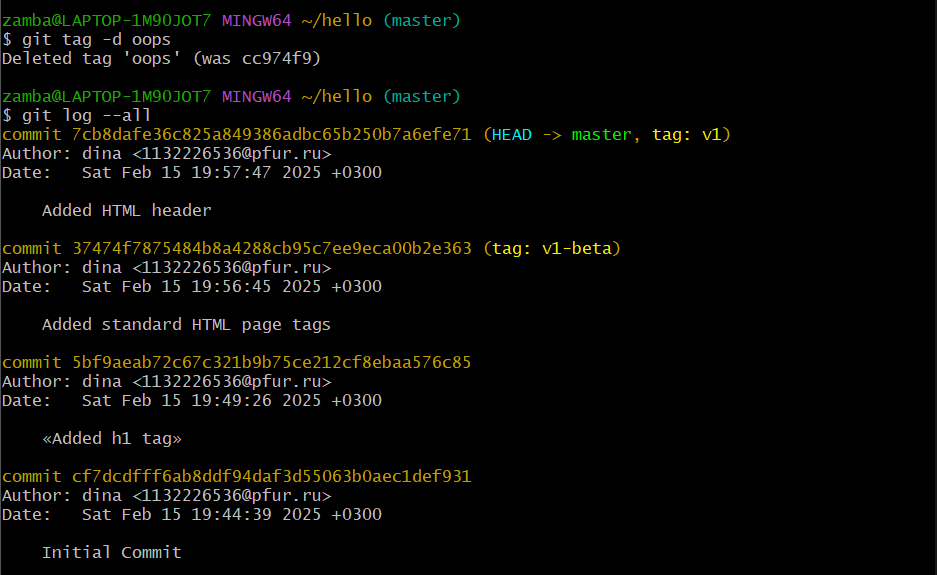 zamba@LAPTOP-1M9OJOT7 MINGW64 ~/hello (master)
$ git tag -d oops
Deleted tag 'oops' (was cc974f9)
zamba@LAPTOP-1M9OJOT7 MINGW64 ~/hello (master)
$ git log --all
commit 7cb8dafe36c825a849386adbc65b250b7a6efe71 (HEAD -> master, tag: v1)
Author: dina <1132226536@pfur.ru>
Date:   Sat Feb 15 19:57:47 2025 +0300
    Added HTML header
commit 37474f7875484b8a4288cb95c7ee9eca00b2e363 (tag: v1-beta)
Author: dina <1132226536@pfur.ru>
Date:   Sat Feb 15 19:56:45 2025 +0300
    Added standard HTML page tags
commit 5bf9aeab72c67c321b9b75ce212cf8ebaa576c85
Author: dina <1132226536@pfur.ru>
Date:   Sat Feb 15 19:49:26 2025 +0300
    «Added h1 tag»
commit cf7dcdfff6ab8ddf94daf3d55063b0aec1def931
Author: dina <1132226536@pfur.ru>
Date:   Sat Feb 15 19:44:39 2025 +0300
    Initial Commit